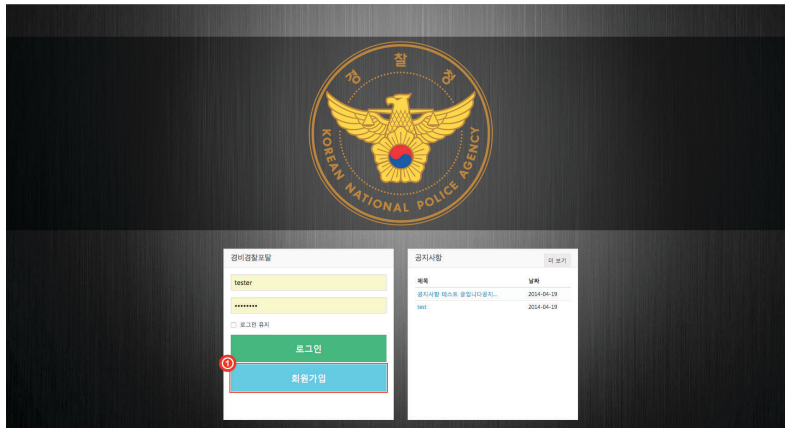 경찰청
KOREAN NATIONAL POLICE AGENCY
경비경찰포탈
tester
••••••••
로그인 유지
로그인
①
회원가입
공지사항
더 보기
제목 날짜
공지사항 테스트 글입니다공지... 2014-04-19
test 2014-04-19